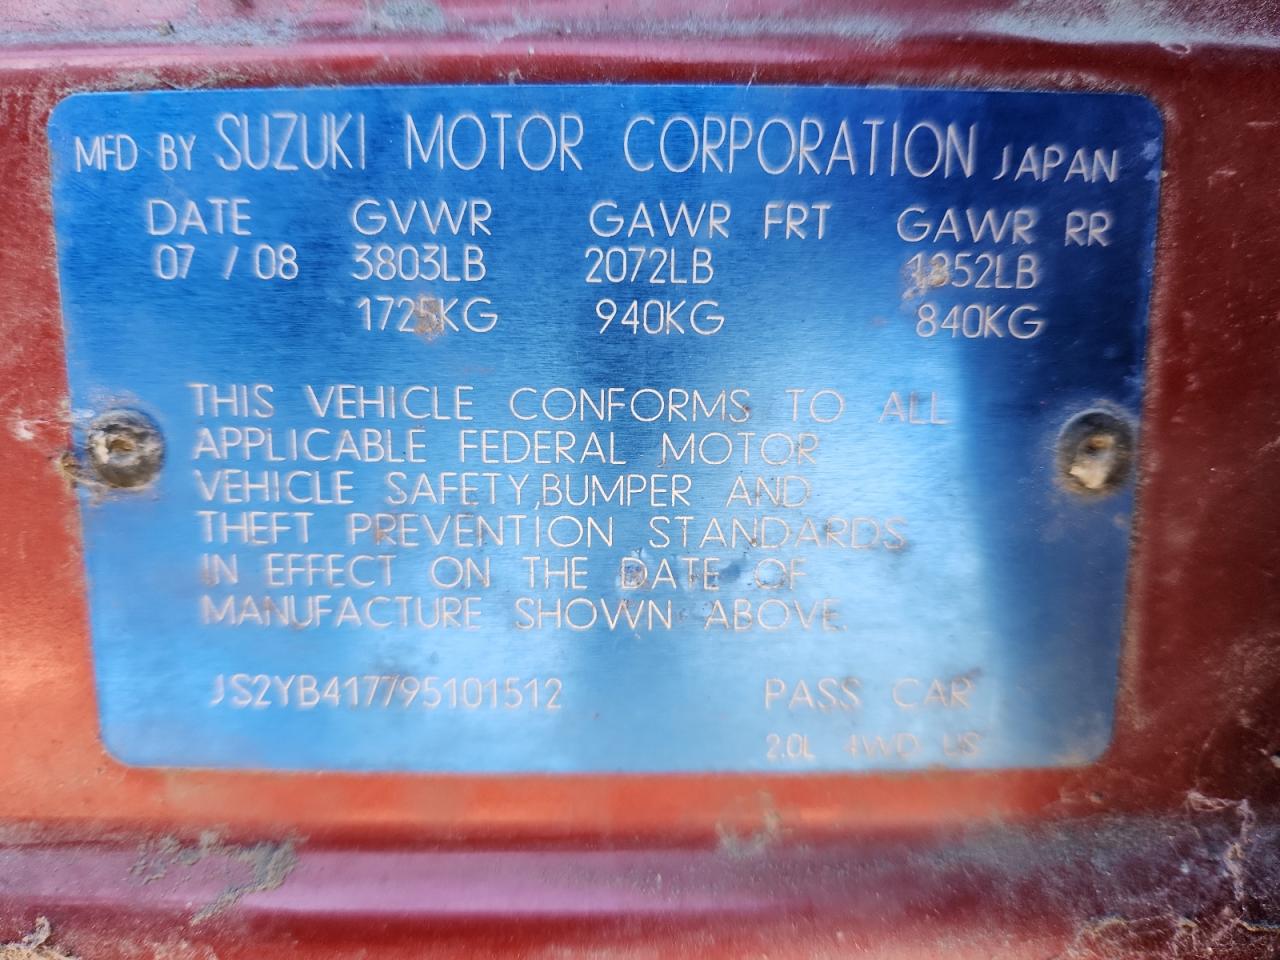 MFD BY SUZUKI MOTOR CORPORATION JAPAN
DATE GVWR GAWR FRT GAWR RR
07 / 08 3803LB 2072LB 1852LB
1725KG 940KG 840KG
THIS VEHICLE CONFORMS TO ALL
APPLICABLE FEDERAL MOTOR
VEHICLE SAFETY,BUMPER AND
THEFT PREVENTION STANDARDS
IN EFFECT ON THE DATE OF
MANUFACTURE SHOWN ABOVE.
JS2YB417795101512 PASS CAR
2.0L 4WD US